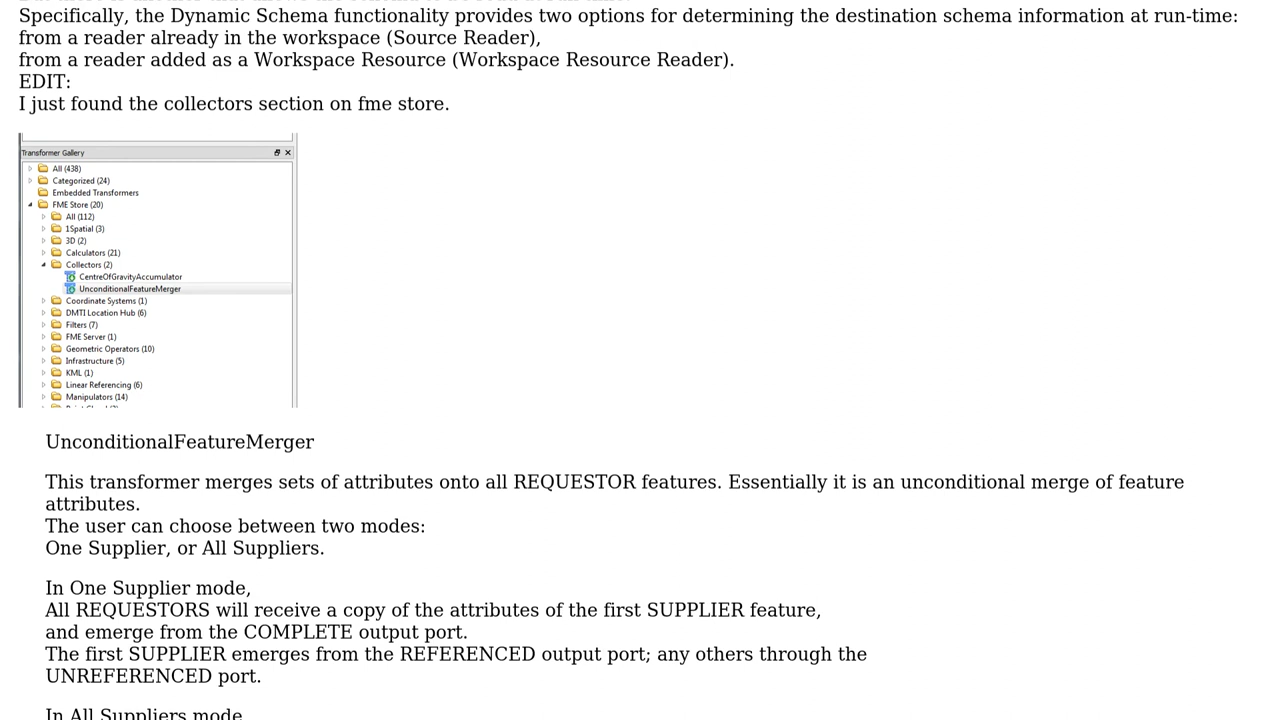 Specifically, the Dynamic Schema functionality provides two options for determining the destination schema information at run-time:
from a reader already in the workspace (Source Reader),
from a reader added as a Workspace Resource (Workspace Resource Reader).
EDIT:
I just found the collectors section on fme store.
Transformer Gallery
All (438)
Categorized (24)
Embedded Transformers
FME Store (20)
All (112)
1Spatial (3)
3D (2)
Calculators (21)
Collectors (2)
CentreOfGravityAccumulator
UnconditionalFeatureMerger
Coordinate Systems (1)
DMTI Location Hub (6)
Filters (7)
FME Server (1)
Geometric Operators (10)
Infrastructure (5)
KML (1)
Linear Referencing (6)
Manipulators (14)
UnconditionalFeatureMerger
This transformer merges sets of attributes onto all REQUESTOR features. Essentially it is an unconditional merge of feature
attributes.
The user can choose between two modes:
One Supplier, or All Suppliers.
In One Supplier mode,
All REQUESTORS will receive a copy of the attributes of the first SUPPLIER feature,
and emerge from the COMPLETE output port.
The first SUPPLIER emerges from the REFERENCED output port; any others through the
UNREFERENCED port.
In All Suppliers mode